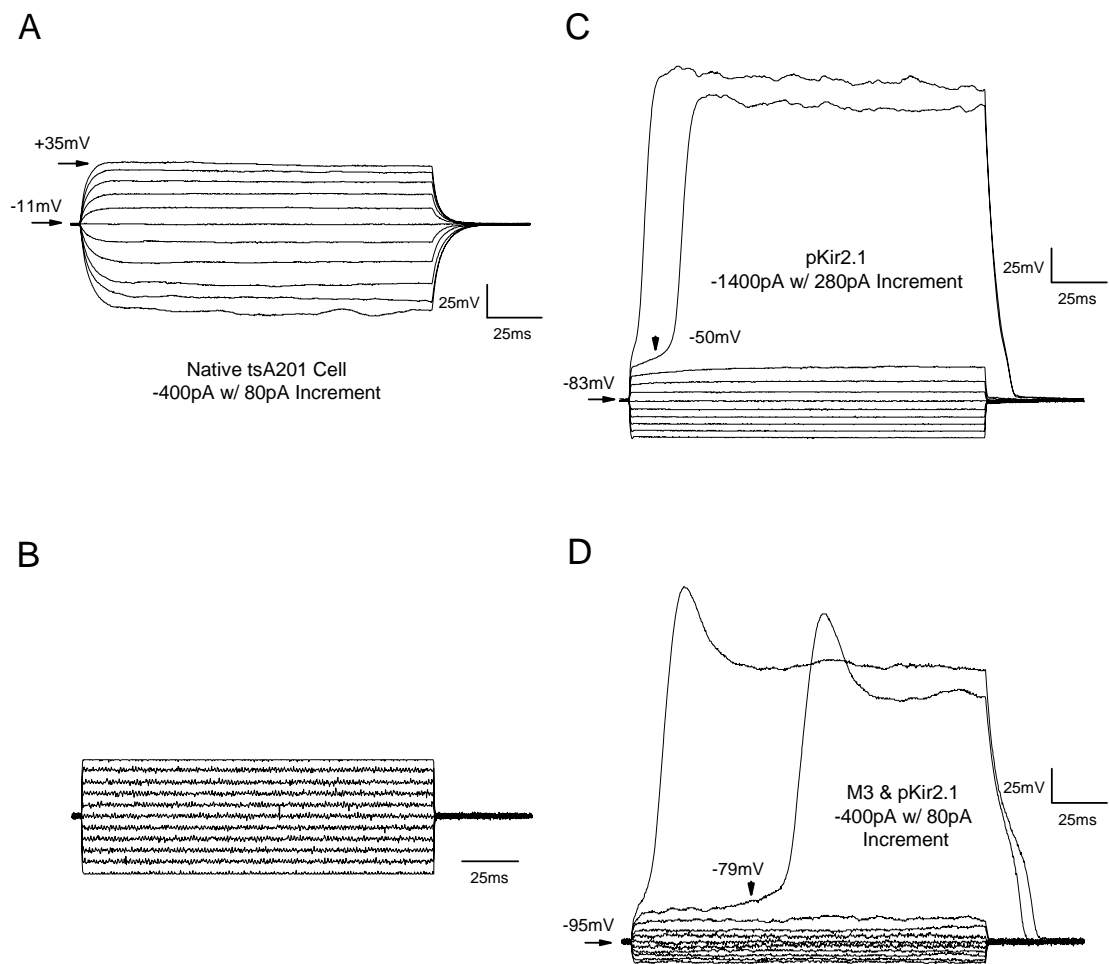 A
+35mV
-11mV
25mV
25ms
Native tsA201 Cell
-400pA w/ 80pA Increment
C
pKir2.1
-1400pA w/ 280pA Increment
25mV
25ms
-50mV
-83mV
B
25ms
D
25mV
25ms
M3 & pKir2.1
-400pA w/ 80pA
Increment
-79mV
-95mV